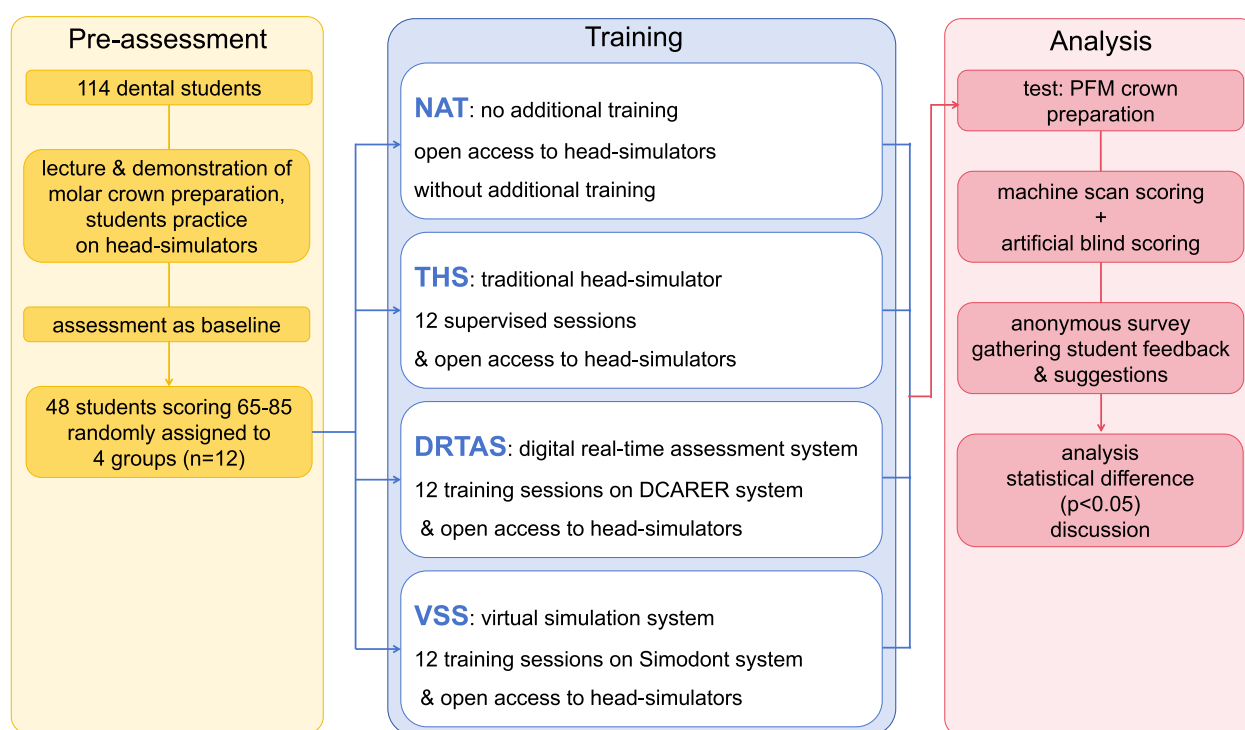 Pre-assessment
114 dental students
lecture & demonstration of
molar crown preparation,
students practice
on head-simulators
assessment as baseline
48 students scoring 65-85
randomly assigned to
4 groups (n=12)
Training
NAT: no additional training
open access to head-simulators
without additional training
THS: traditional head-simulator
12 supervised sessions
& open access to head-simulators
DRTAS: digital real-time assessment system
12 training sessions on DCARER system
& open access to head-simulators
VSS: virtual simulation system
12 training sessions on Simodont system
& open access to head-simulators
Analysis
test: PFM crown
preparation
machine scan scoring
+
artificial blind scoring
anonymous survey
gathering student feedback
& suggestions
analysis
statistical difference
(p<0.05)
discussion